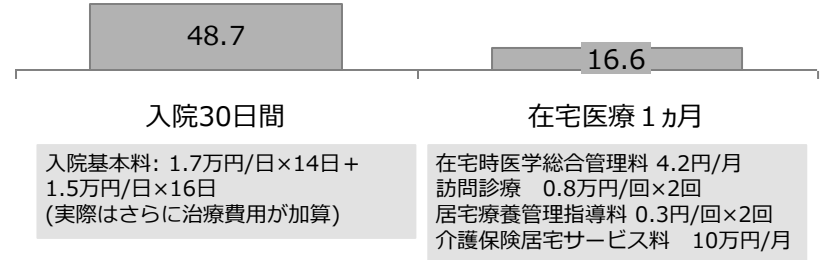 48.7
16.6
入院30日間
在宅医療１ヵ月
入院基本料: 1.7万円/日×14日＋
1.5万円/日×16日
(実際はさらに治療費用が加算)
在宅時医学総合管理料 4.2円/月
訪問診療　0.8万円/回×2回
居宅療養管理指導料 0.3円/回×2回
介護保険居宅サービス料　10万円/月